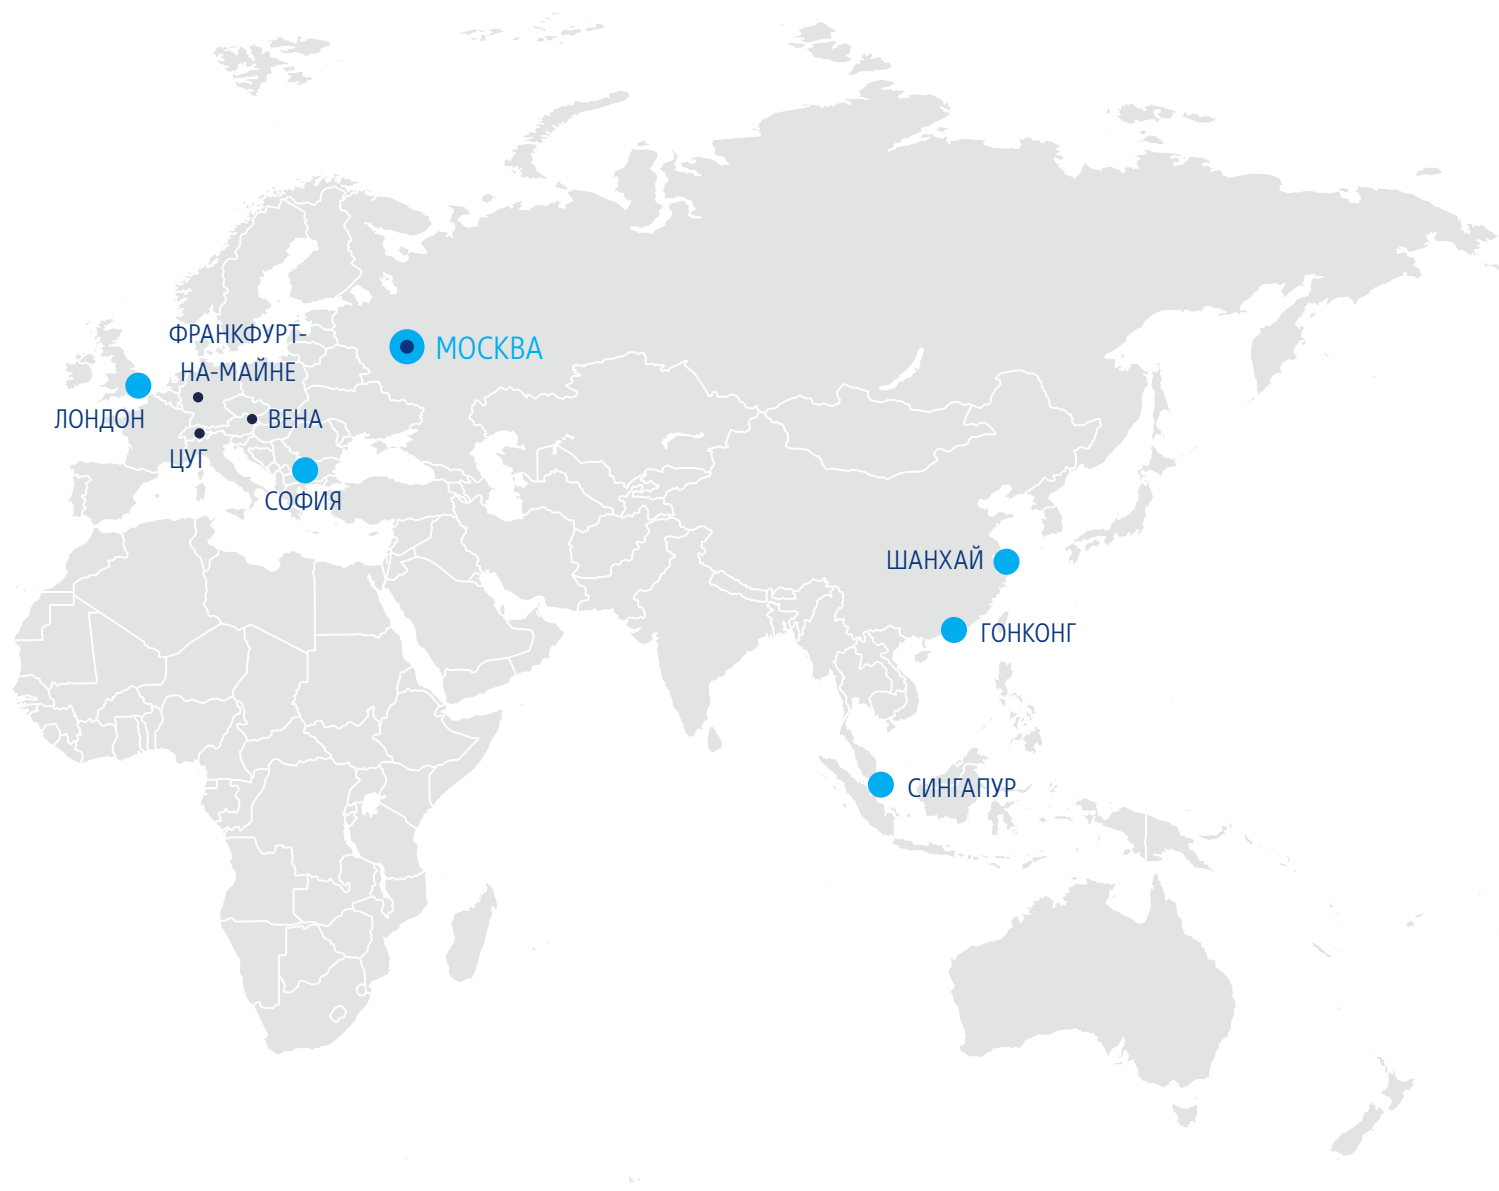 ФРАНКФУРТ-
НА-МАЙНЕ
МОСКВА
ЛОНДОН
ВЕНА
ЦУГ
СОФИЯ
ШАНХАЙ
ГОНКОНГ
СИНГАПУР